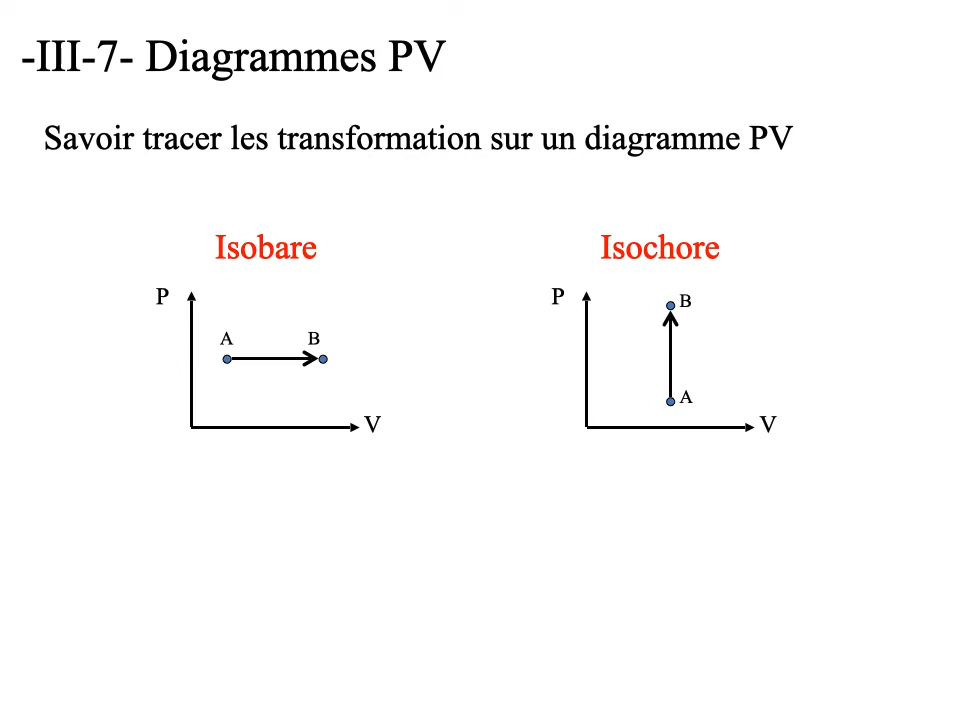 -III-7- Diagrammes PV
Savoir tracer les transformation sur un diagramme PV
Isobare
Isochore
P
A
B
V
P
B
A
V